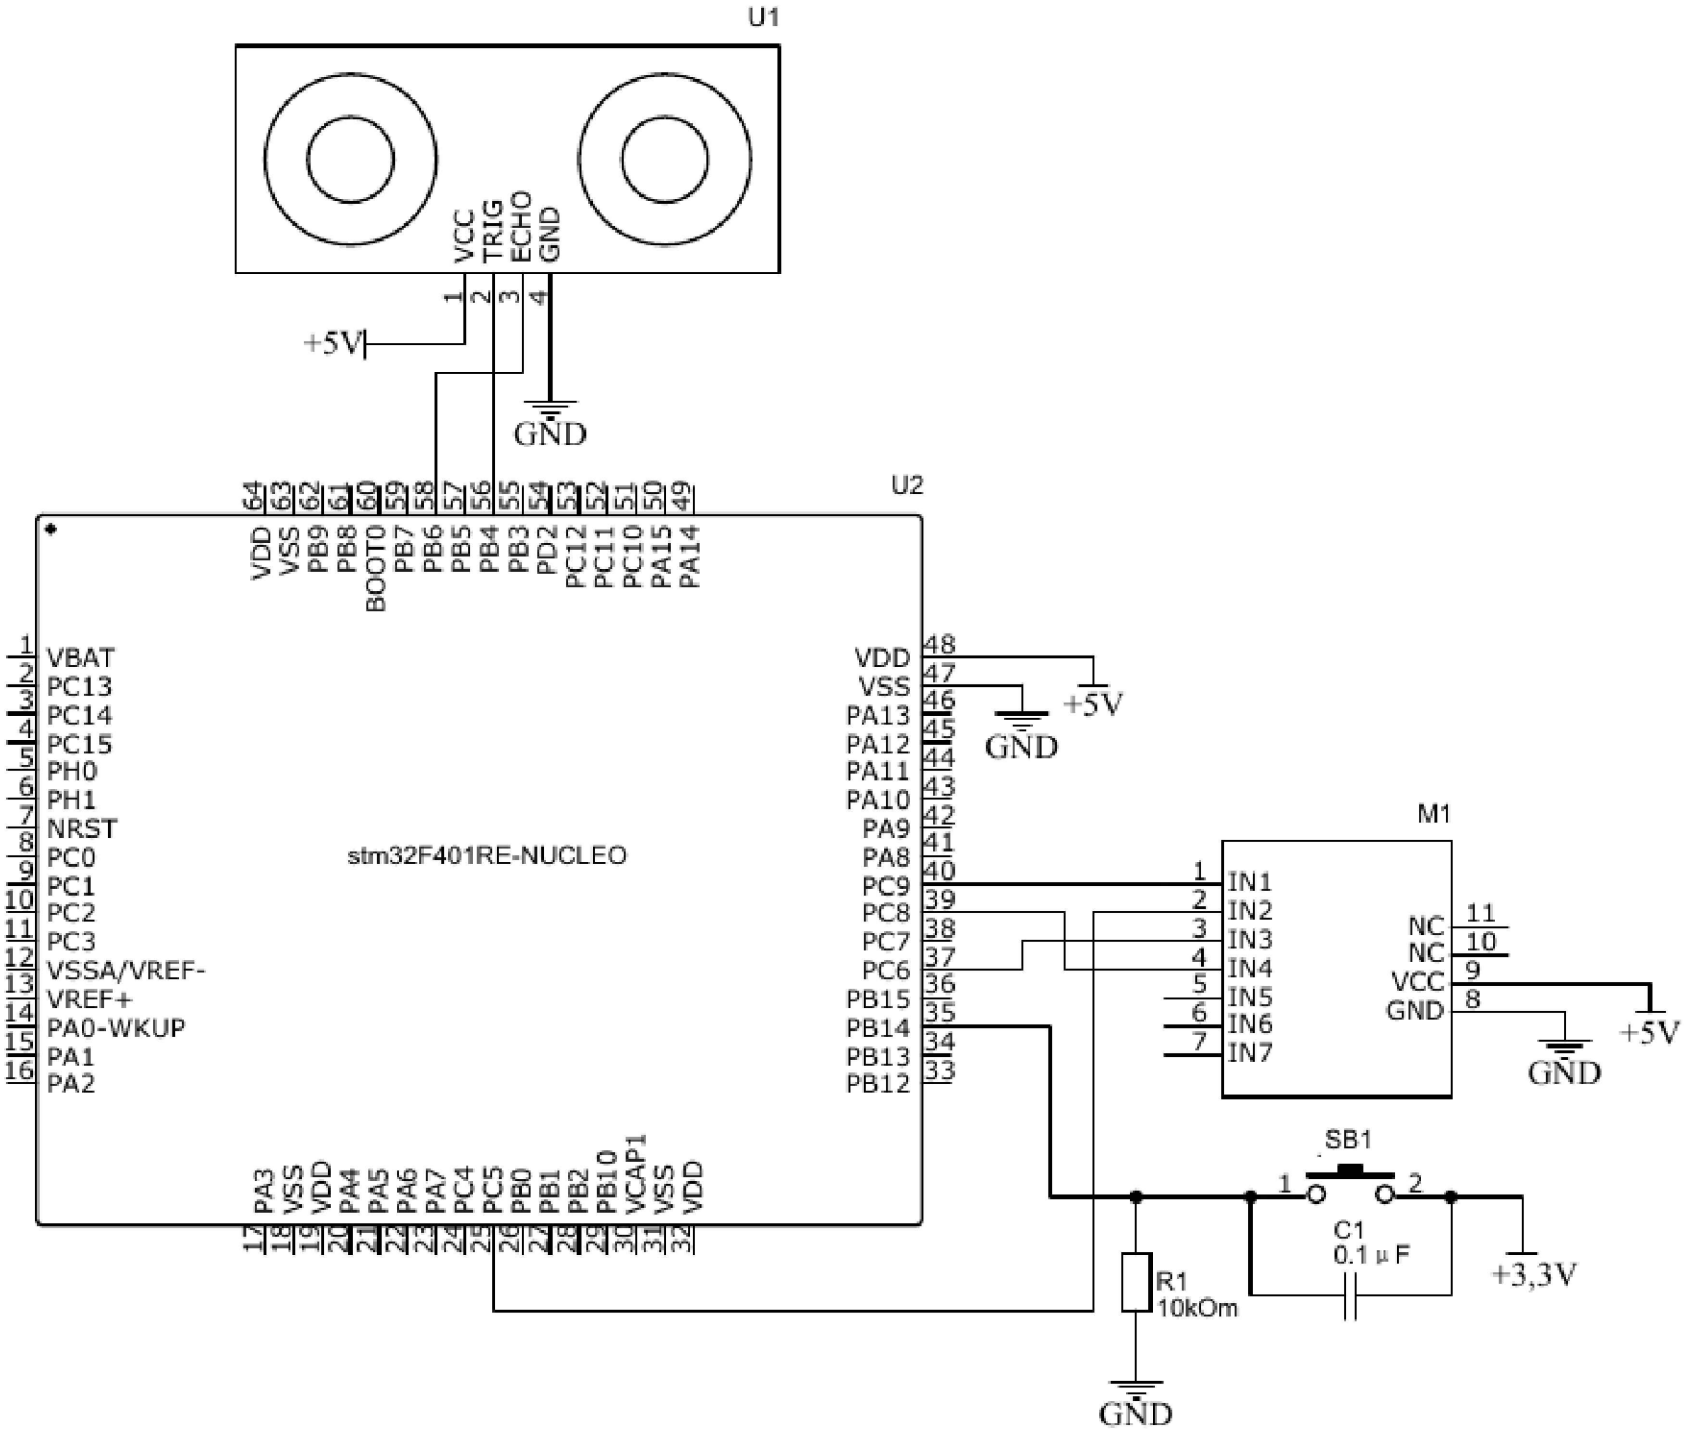 U1
VCC TRIG ECHO GND
1 2 3 4
+5V
GND
U2
64 63 62 61 60 59 58 57 56 55 54 53 52 51 50 49
VDD VSS PB9 PB8 BOOT0 PB7 PB6 PB5 PB4 PB3 PD2 PC12 PC11 PC10 PA15 PA14
1 VBAT
2 PC13
3 PC14
4 PC15
5 PH0
6 PH1
7 NRST
8 PC0
9 PC1
10 PC2
11 PC3
12 VSSA/VREF-
13 VREF+
14 PA0-WKUP
15 PA1
16 PA2
stm32F401RE-NUCLEO
VDD 48
VSS 47
PA13 46
PA12 45
PA11 44
PA10 43
PA9 42
PA8 41
PC9 40
PC8 39
PC7 38
PC6 37
PB15 36
PB14 35
PB13 34
PB12 33
+5V
GND
PA3 VSS VDD PA4 PA5 PA6 PA7 PC4 PC5 PB0 PB1 PB2 PB10 VCAP1 VSS VDD
17 18 19 20 21 22 23 24 25 26 27 28 29 30 31 32
M1
1 IN1
2 IN2
3 IN3
4 IN4
5 IN5
6 IN6
7 IN7
NC 11
NC 10
VCC 9
GND 8
+5V
GND
SB1
1 2
C1
0.1 μF
+3,3V
R1
10kOm
GND